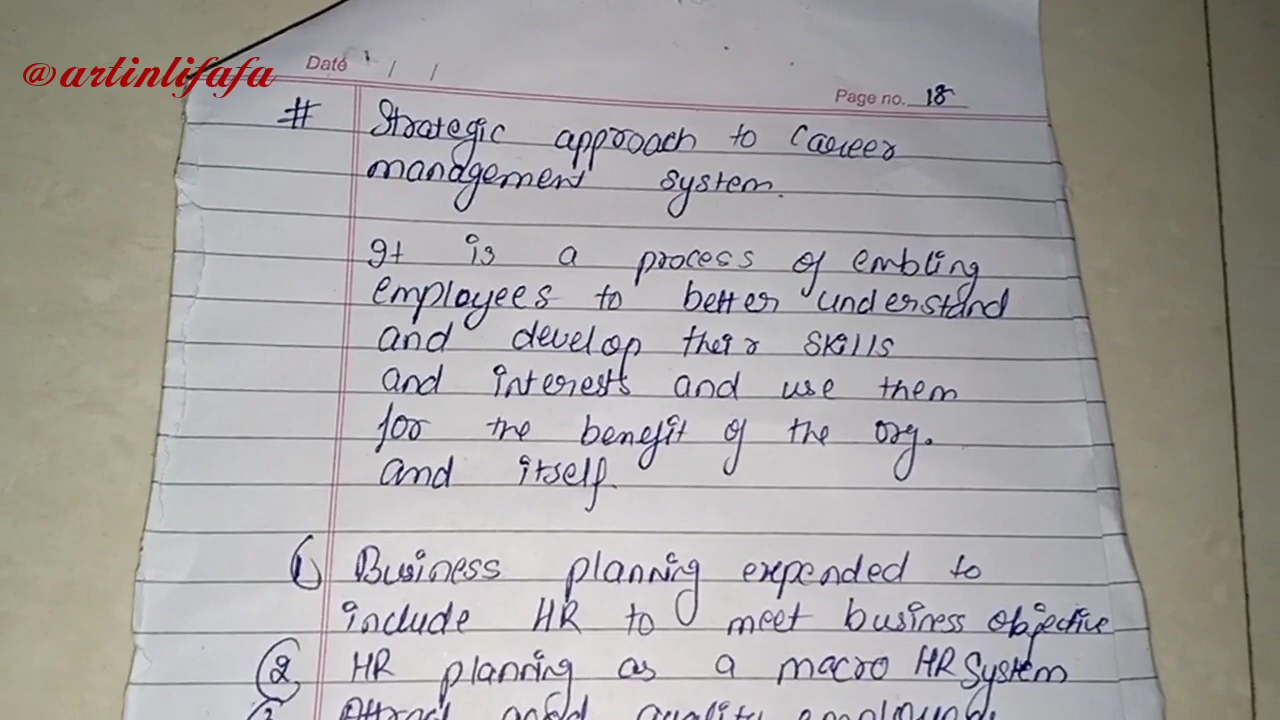 @artinlifafa
Date / /
Page no. 18
# Strategic approach to Career
management system.
It is a process of embling
employees to better understand
and develop their skills
and interests and use them
for the benefit of the org.
and itself.
1 Business planning expended to
include HR to meet business objective
2 HR planning as a macro HR System